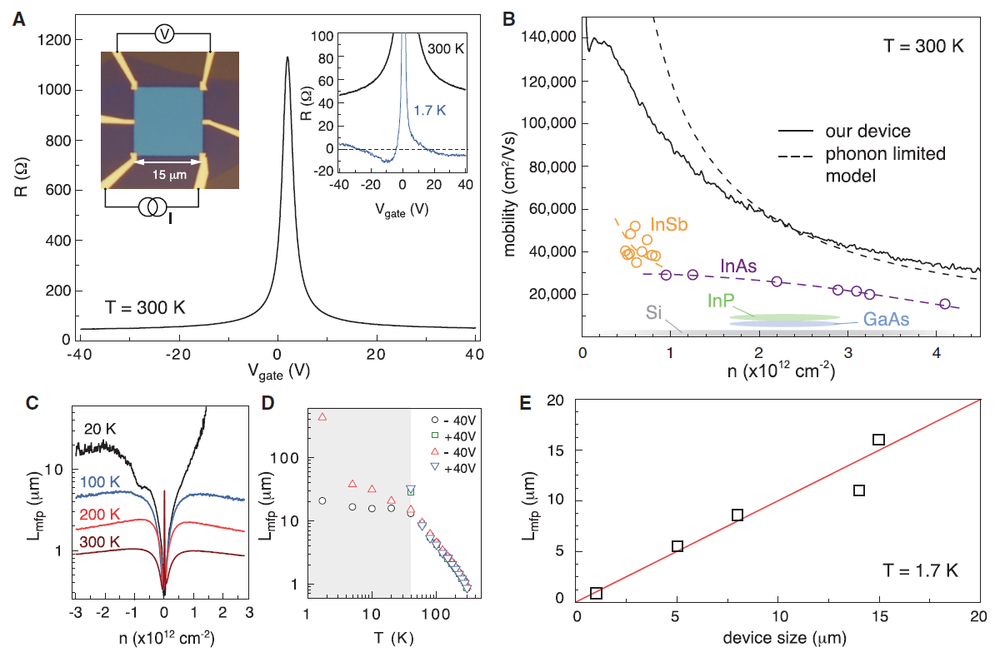 A
1200
1000
800
600
400
200
0
R (Ω)
-40
-20
0
20
40
V_gate (V)
T = 300 K
V
15 μm
I
100
80
60
40
20
0
-20
R (Ω)
300 K
1.7 K
-40
-20
0
20
40
V_gate (V)
B
140,000
120,000
100,000
80,000
60,000
40,000
20,000
mobility (cm²/Vs)
T = 300 K
our device
phonon limited
model
InSb
InAs
InP
Si
GaAs
0
1
2
3
4
n (x10¹² cm⁻²)
C
L_mfp (μm)
10
1
20 K
100 K
200 K
300 K
-3
-2
-1
0
1
2
3
n (x10¹² cm⁻²)
D
L_mfp (μm)
100
10
1
- 40V
+40V
- 40V
+40V
1
10
100
T (K)
E
20
15
10
5
0
L_mfp (μm)
T = 1.7 K
0
5
10
15
20
device size (μm)